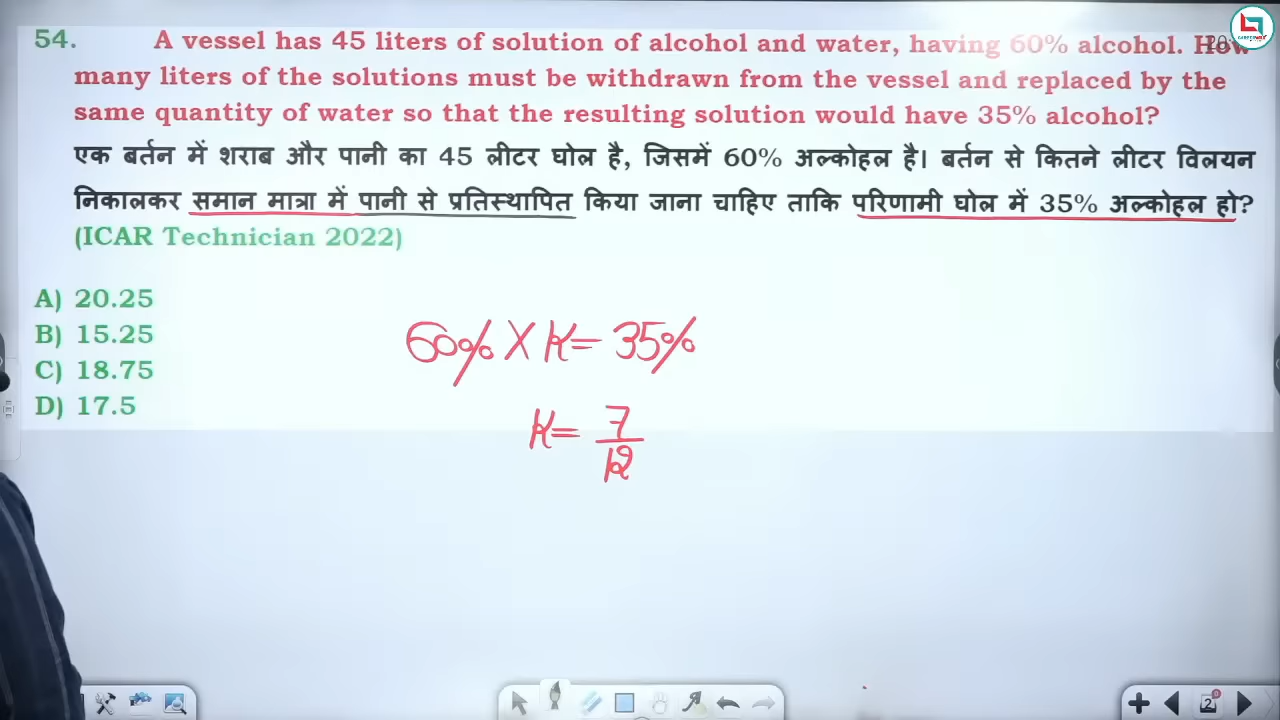 54. A vessel has 45 liters of solution of alcohol and water, having 60% alcohol. How
many liters of the solutions must be withdrawn from the vessel and replaced by the
same quantity of water so that the resulting solution would have 35% alcohol?
एक बर्तन में शराब और पानी का 45 लीटर घोल है, जिसमें 60% अल्कोहल है। बर्तन से कितने लीटर विलयन
निकालकर समान मात्रा में पानी से प्रतिस्थापित किया जाना चाहिए ताकि परिणामी घोल में 35% अल्कोहल हो?
(ICAR Technician 2022)
A) 20.25
B) 15.25
C) 18.75
D) 17.5
60% X K = 35%
K = 7
12
2